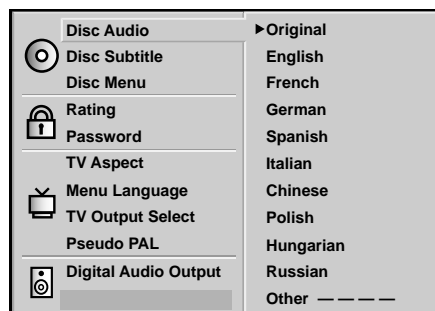 Disc Audio
Disc Subtitle
Disc Menu
Rating
Password
TV Aspect
Menu Language
TV Output Select
Pseudo PAL
Digital Audio Output
Original
English
French
German
Spanish
Italian
Chinese
Polish
Hungarian
Russian
Other — — — —